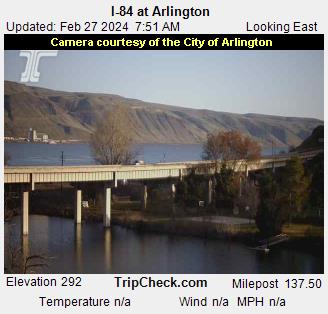 I-84 at Arlington
Updated: Feb 27 2024 7:51 AM Looking East
Camera courtesy of the City of Arlington
Elevation 292 TripCheck.com Milepost 137.50
Temperature n/a Wind n/a MPH n/a